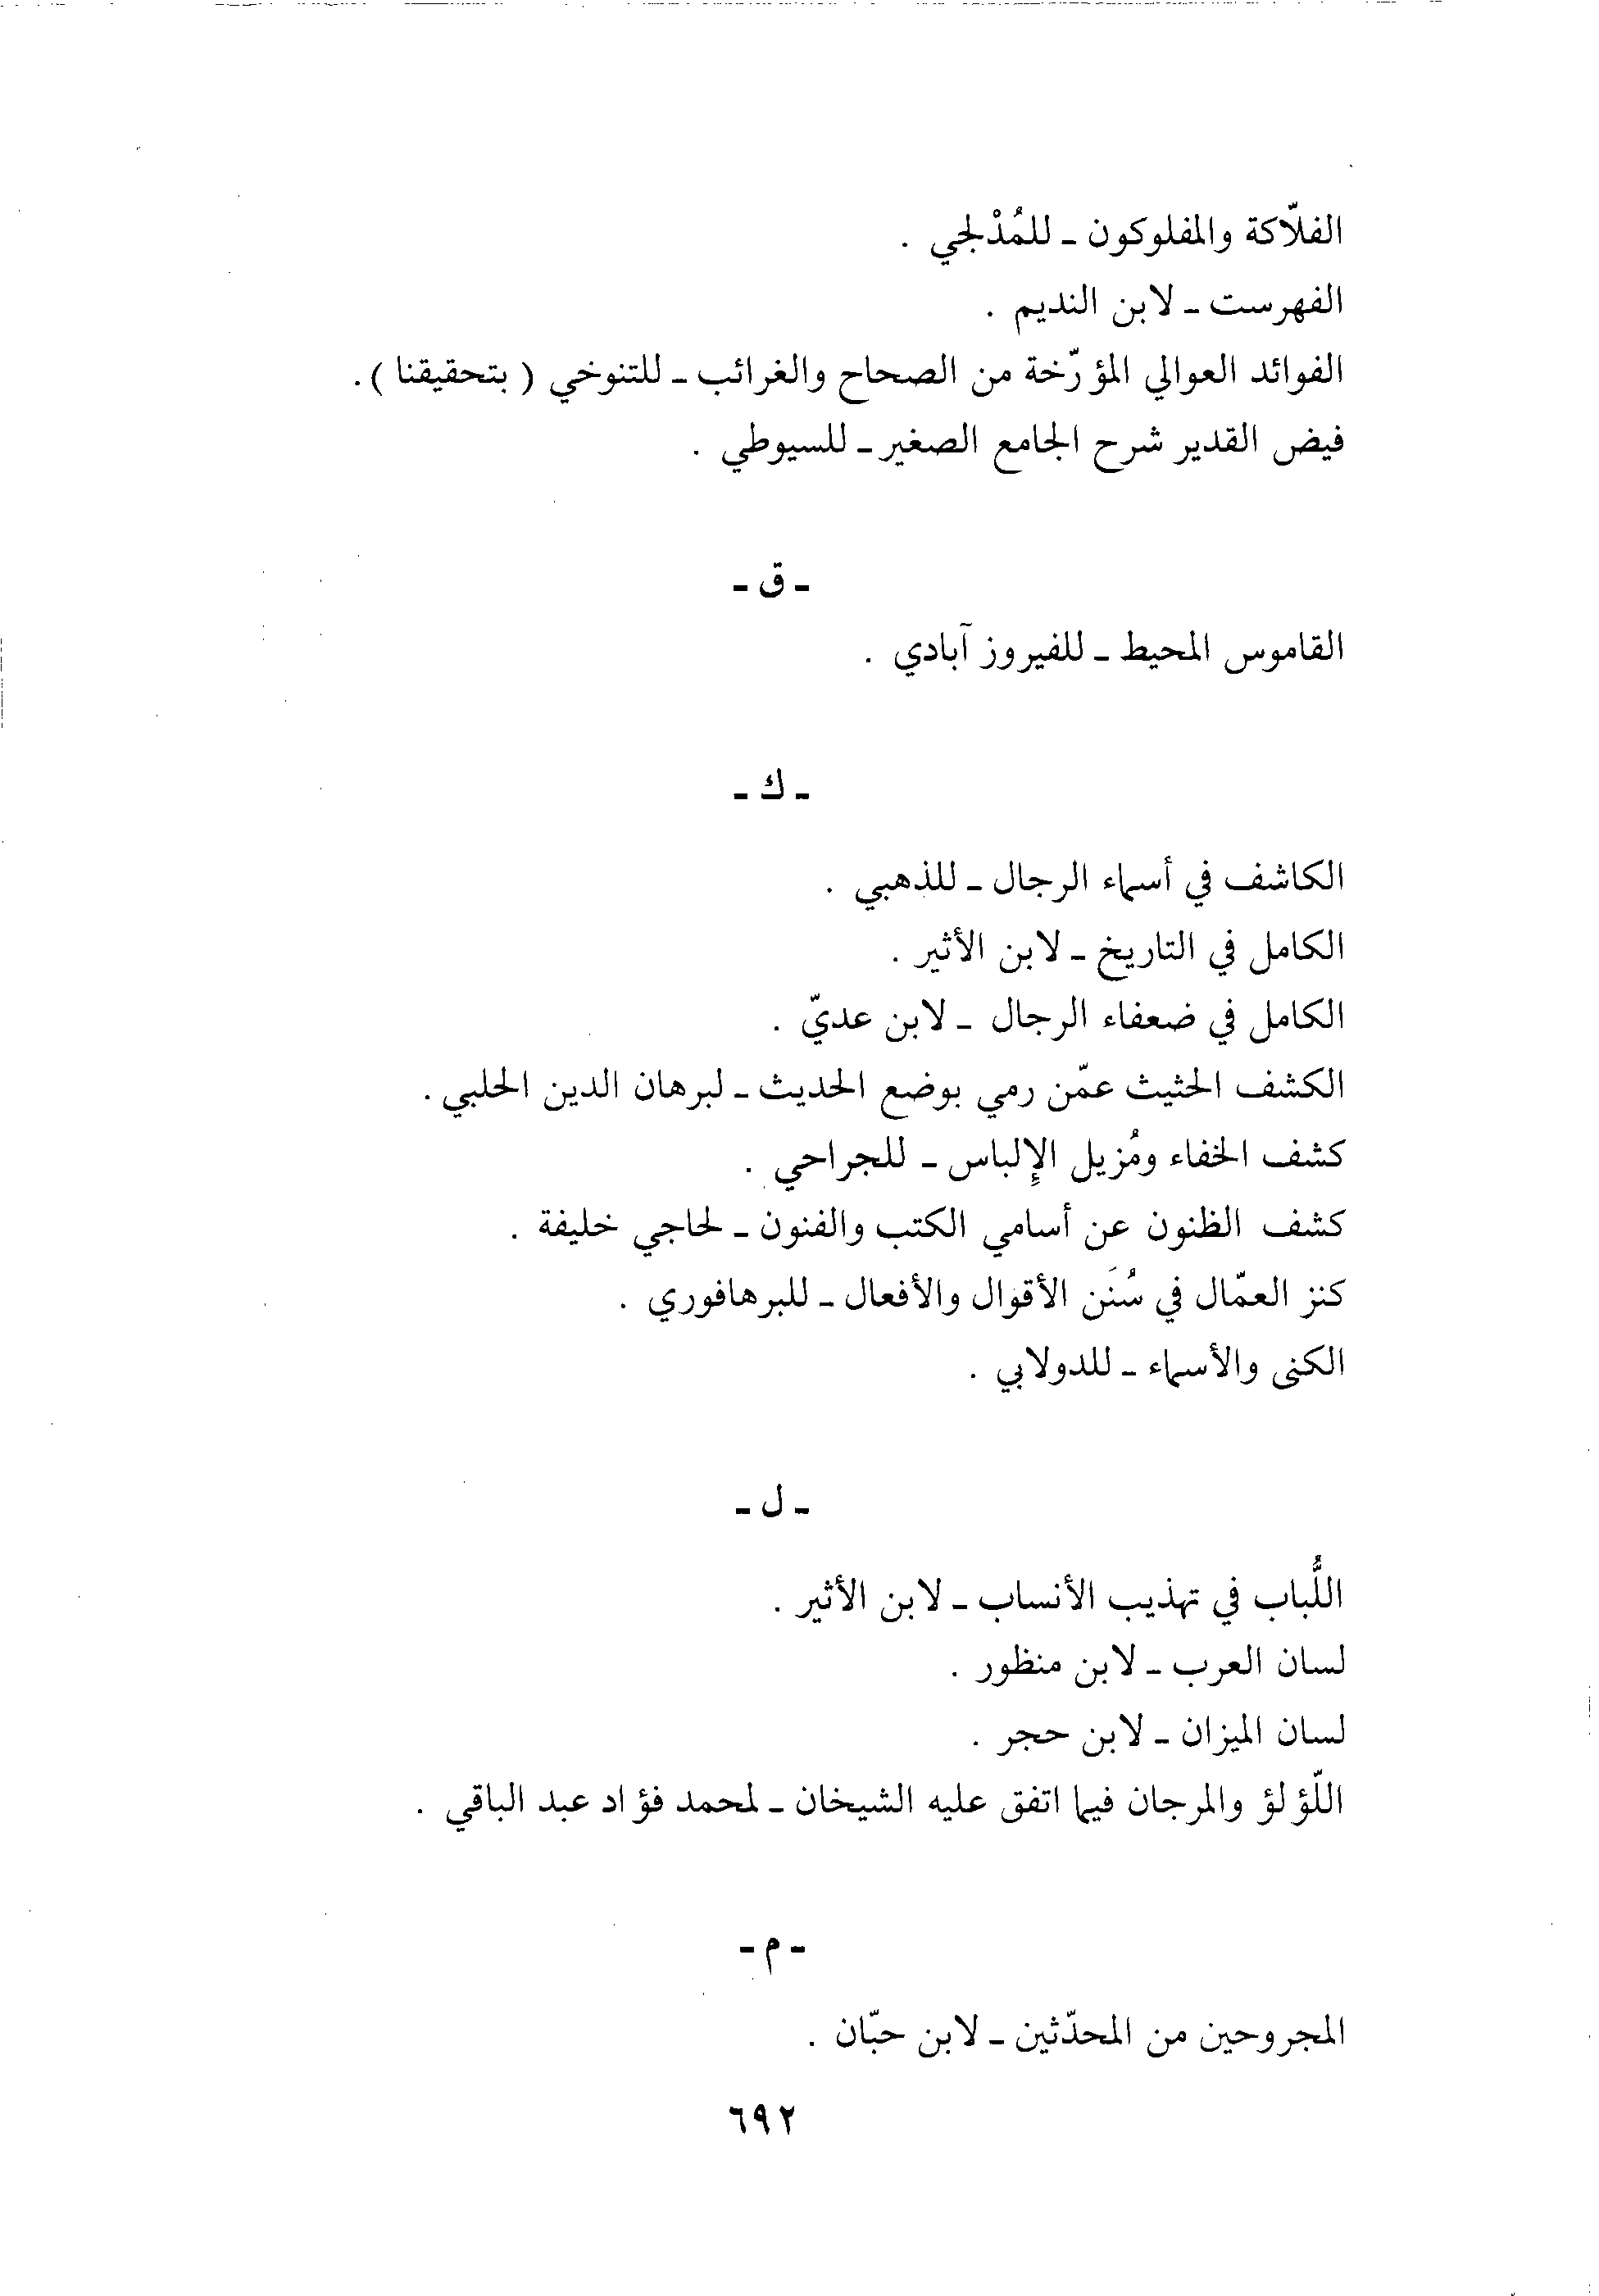 الفلّاكة والمفلوكون ـ للمُدْلجي .
الفهرست ـ لابن النديم .
الفوائد العوالي المؤرّخة من الصحاح والغرائب ـ للتنوخي ( بتحقيقنا ) .
فيض القدير شرح الجامع الصغير ـ للسيوطي .
ـ ق ـ
القاموس المحيط ـ للفيروز آبادي .
ـ ك ـ
الكاشف في أسماء الرجال ـ للذهبي .
الكامل في التاريخ ـ لابن الأثير .
الكامل في ضعفاء الرجال ـ لابن عديّ .
الكشف الحثيث عمّن رمي بوضع الحديث ـ لبرهان الدين الحلبي .
كشف الخفاء ومُزيل الإِلباس ـ للجراحي .
كشف الظنون عن أسامي الكتب والفنون ـ لحاجي خليفة .
كنز العمّال في سُنَن الأقوال والأفعال ـ للبرهافوري .
الكنى والأسماء ـ للدولابي .
ـ ل ـ
اللُّباب في تهذيب الأنساب ـ لابن الأثير .
لسان العرب ـ لابن منظور .
لسان الميزان ـ لابن حجر .
اللّؤلؤ والمرجان فيما اتفق عليه الشيخان ـ لمحمد فؤاد عبد الباقي .
ـ م ـ
المجروحين من المحدّثين ـ لابن حبّان .
٦٩٢